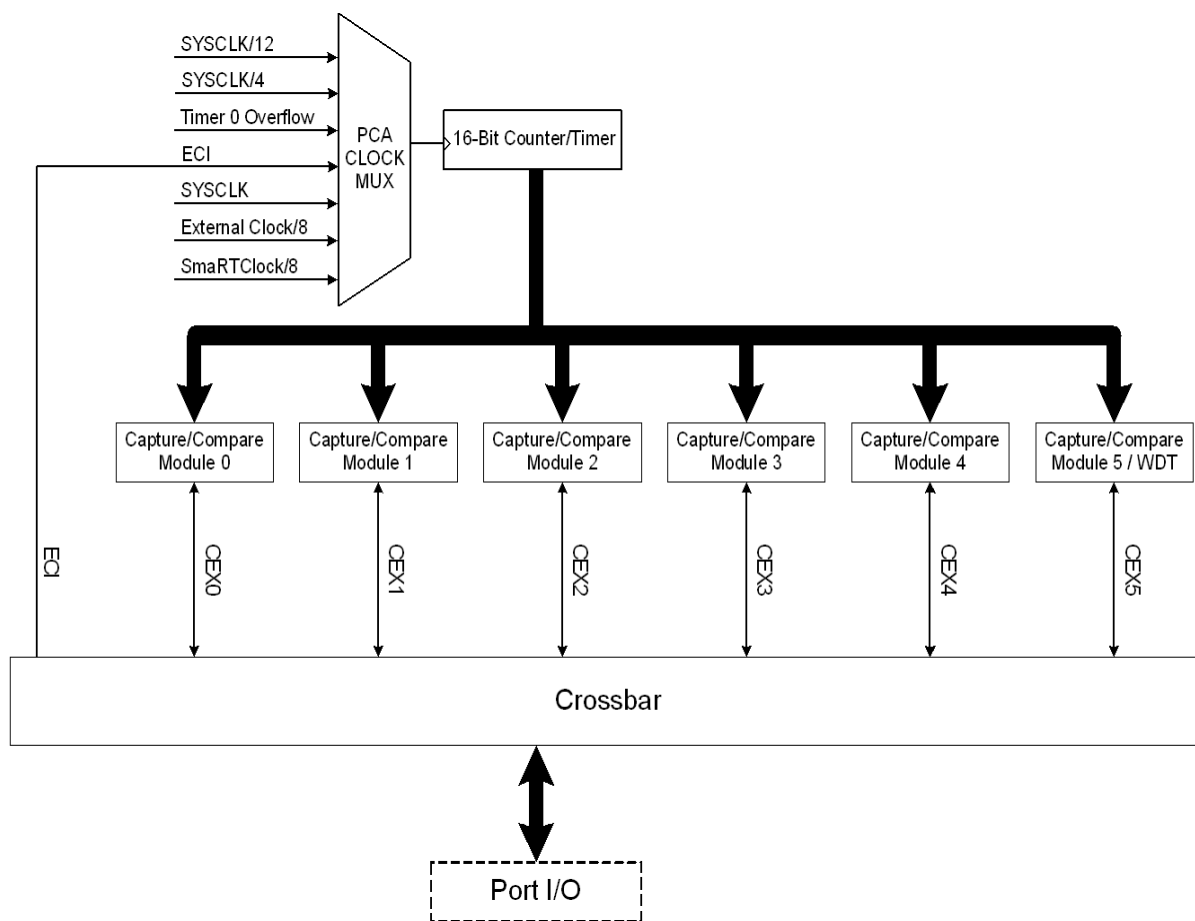 SYSCLK/12
SYSCLK/4
Timer 0 Overflow
ECI
SYSCLK
External Clock/8
SmaRTClock/8
PCA
CLOCK
MUX
16-Bit Counter/Timer
Capture/Compare
Module 0
Capture/Compare
Module 1
Capture/Compare
Module 2
Capture/Compare
Module 3
Capture/Compare
Module 4
Capture/Compare
Module 5 / WDT
ECI
CEX0
CEX1
CEX2
CEX3
CEX4
CEX5
Crossbar
Port I/O